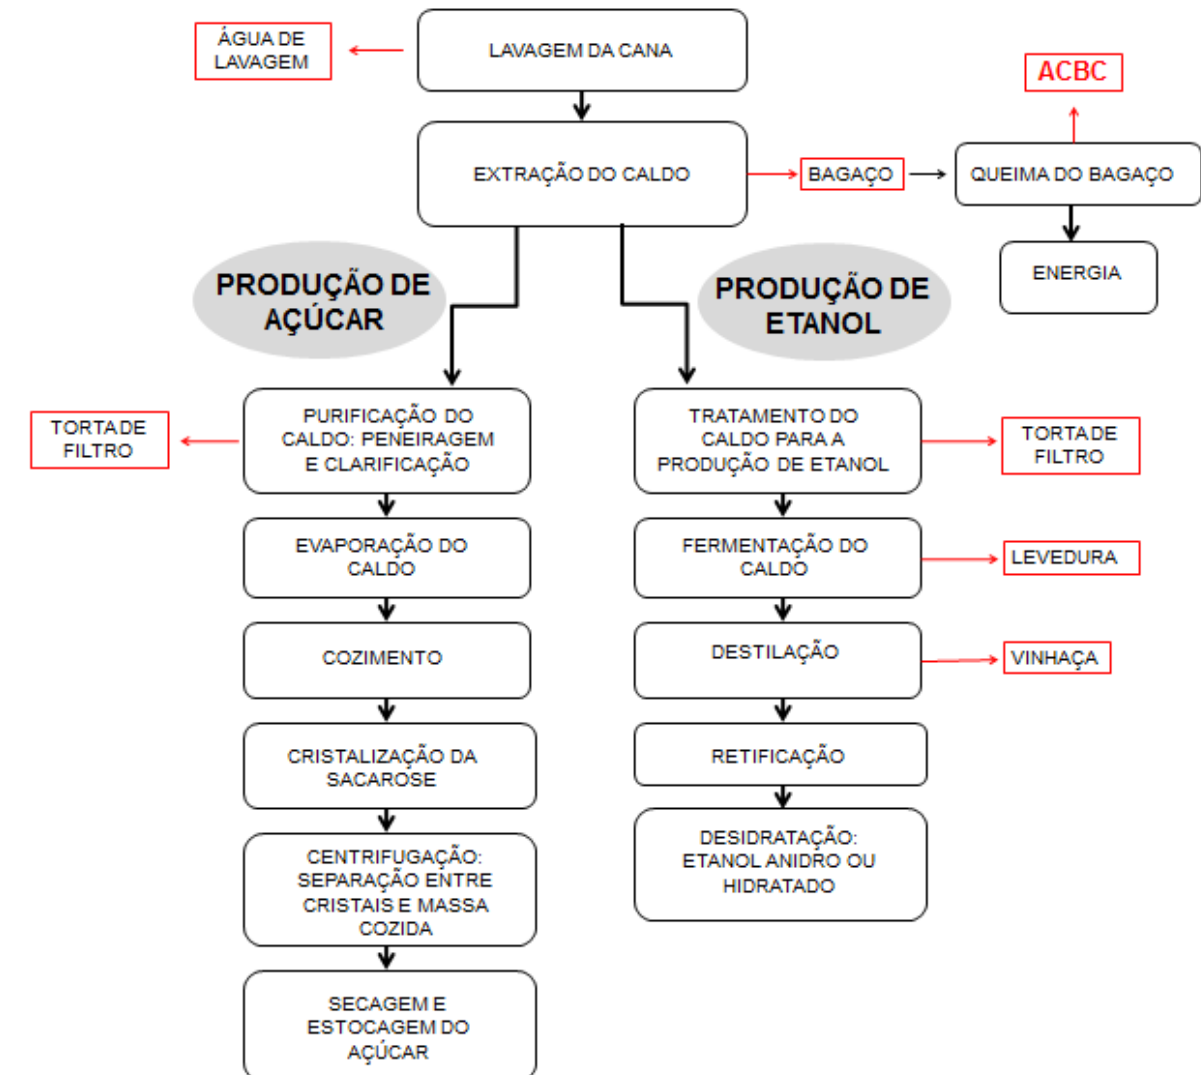 ÁGUA DE
LAVAGEM
LAVAGEM DA CANA
ACBC
EXTRAÇÃO DO CALDO
BAGAÇO
QUEIMA DO BAGAÇO
ENERGIA
PRODUÇÃO DE
AÇÚCAR
PRODUÇÃO DE
ETANOL
TORTA DE
FILTRO
PURIFICAÇÃO DO
CALDO: PENEIRAGEM
E CLARIFICAÇÃO
TRATAMENTO DO
CALDO PARA A
PRODUÇÃO DE ETANOL
TORTA DE
FILTRO
EVAPORAÇÃO DO
CALDO
FERMENTAÇÃO DO
CALDO
LEVEDURA
COZIMENTO
DESTILAÇÃO
VINHAÇA
CRISTALIZAÇÃO DA
SACAROSE
RETIFICAÇÃO
CENTRIFUGAÇÃO:
SEPARAÇÃO ENTRE
CRISTAIS E MASSA
COZIDA
DESIDRATAÇÃO:
ETANOL ANIDRO OU
HIDRATADO
SECAGEM E
ESTOCAGEM DO
AÇÚCAR